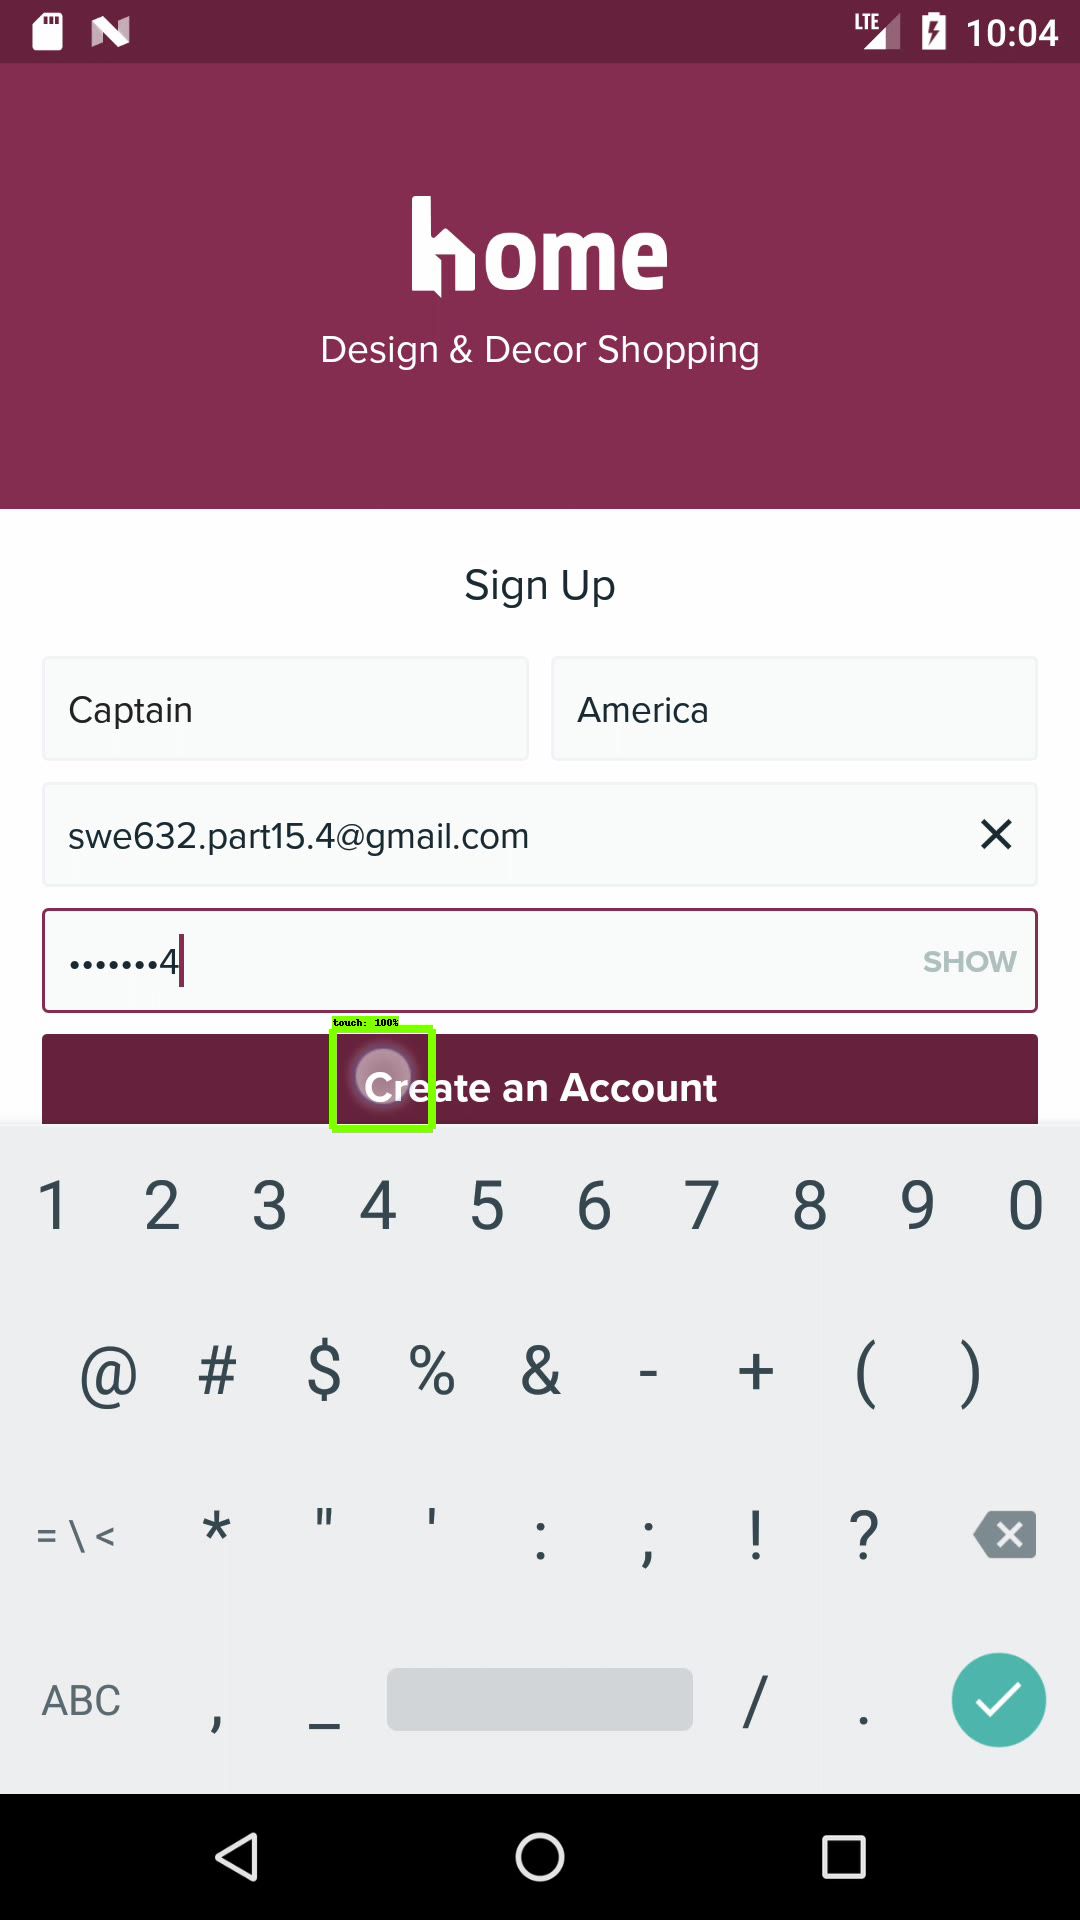 LTE 10:04
home
Design & Decor Shopping
Sign Up
Captain America
swe632.part15.4@gmail.com
•••••••4 SHOW
touch: 100%
Create an Account
1 2 3 4 5 6 7 8 9 0
@ # $ % & - + ( )
= \ < * " ' : ; ! ?
ABC , _ / .